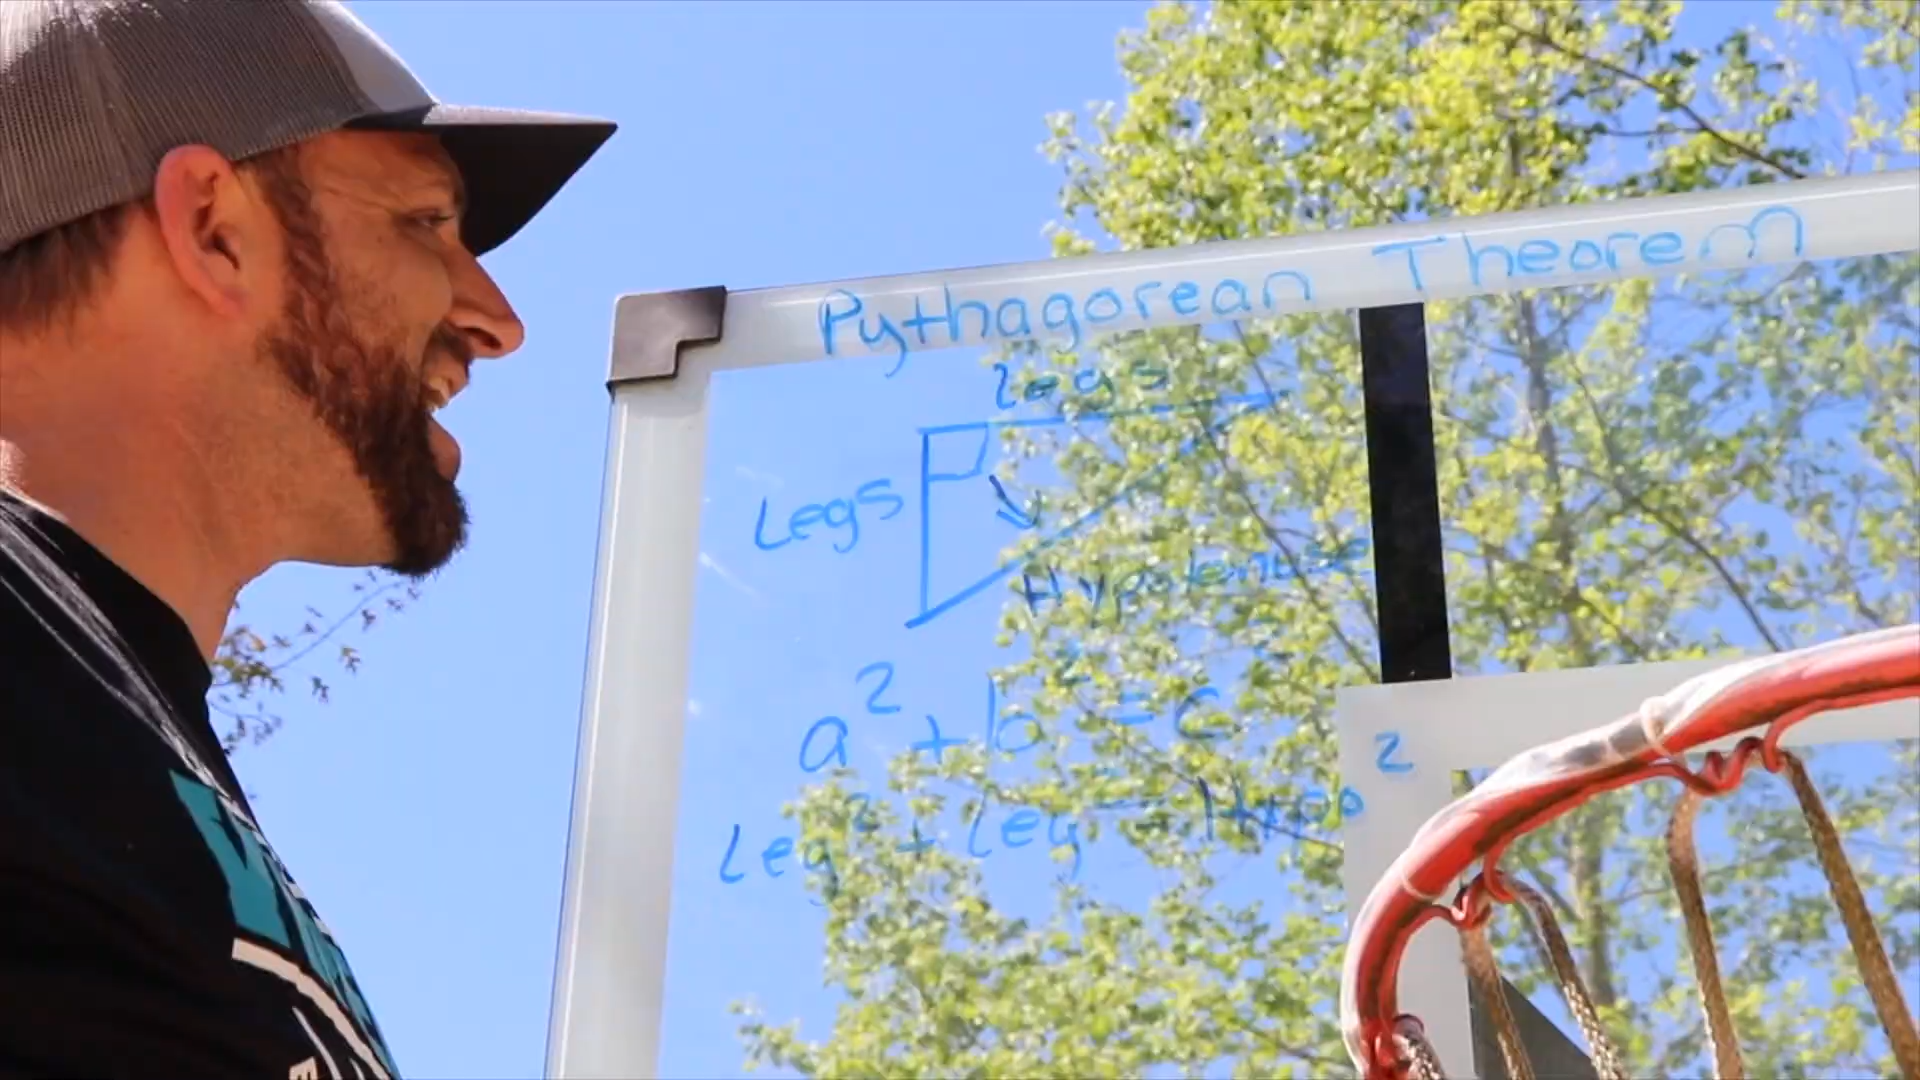 Pythagorean Theorem
Legs
Legs
Hypotenuse
a² + b² = c²
Leg² + Leg² = Hypo²